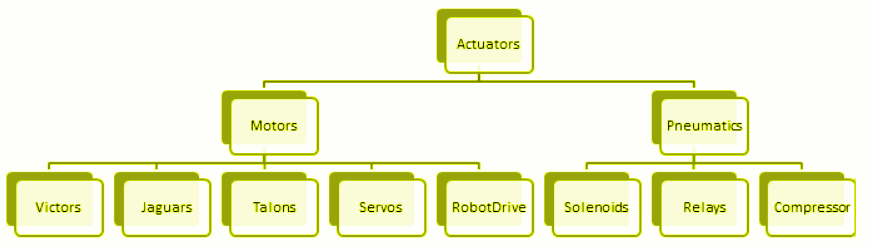 Actuators
Motors
Pneumatics
Victors
Jaguars
Talons
Servos
RobotDrive
Solenoids
Relays
Compressor